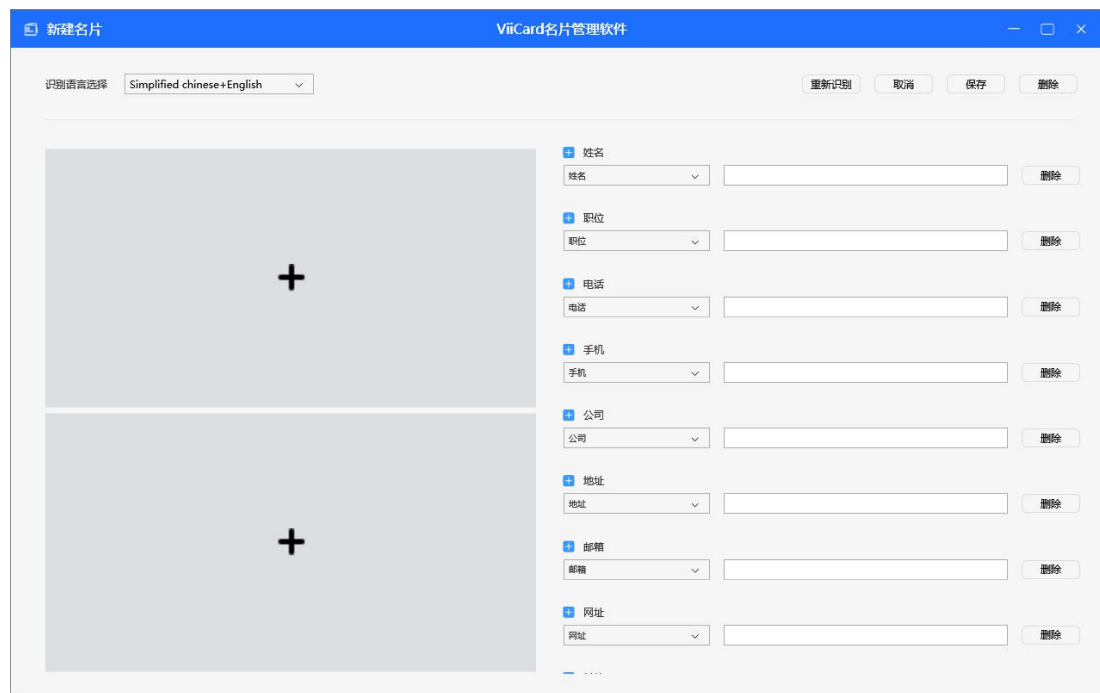 新建名片
ViiCard名片管理软件
识别语言选择
Simplified chinese+English
重新识别
取消
保存
删除
姓名
姓名
删除
职位
职位
删除
电话
电话
删除
手机
手机
删除
公司
公司
删除
地址
地址
删除
邮箱
邮箱
删除
网址
网址
删除